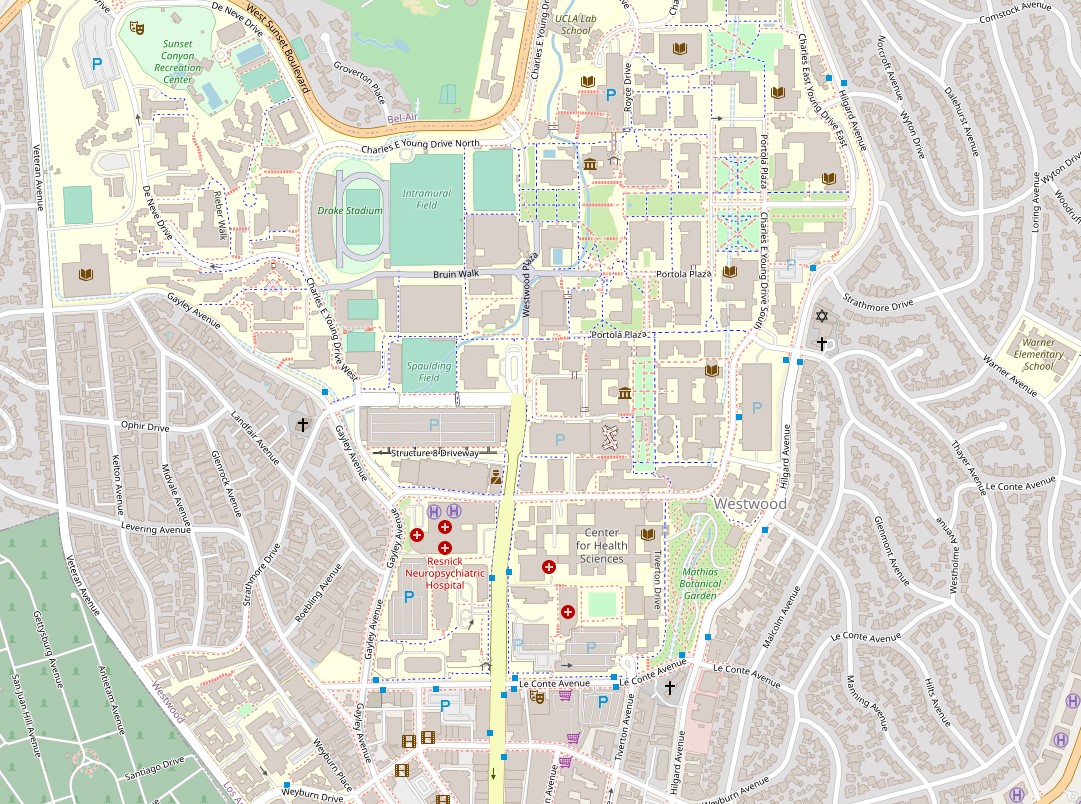 De Neve Drive
West Sunset Boulevard
UCLA Lab
School
Charles E Young Dr
Comstock Avenue
Sunset
Canyon
Recreation
Center
P
Groverton Place
Bel-Air
Royce Drive
P
Charles E Young Drive East
Hilgard Avenue
Norcroft Avenue
Wyton Drive
Dalehurst Avenue
Veteran Avenue
Charles E Young Drive North
Portola Plaza
Loring Avenue
De Neve Drive
Rieber Walk
Drake Stadium
Intramural
Field
Bruin Walk
Westwood Plaza
Portola Plaza
Charles E Young Drive South
P
Gayley Avenue
Charles E Young Drive West
Strathmore Drive
Portola Plaza
Spaulding
Field
Warner
Elementary
School
Warner Avenue
P
P
P
Landfair Avenue
Ophir Drive
Gayley Avenue
Structure 8 Driveway
Hilgard Avenue
Thayer Avenue
Kelton Avenue
Midvale Avenue
Glenrock Avenue
Le Conte Avenue
Levering Avenue
Gayley Avenue
H
H
Westwood
Center
for Health
Sciences
Resnick
Neuropsychiatric
Hospital
Tiverton Drive
Mathias
Botanical
Garden
Glenmont Avenue
Westholme Avenue
Veteran Avenue
Strathmore Drive
Roebling Avenue
P
Malcolm Avenue
Gettysburg Avenue
Gayley Avenue
P
P
Le Conte Avenue
San Juan Hill Avenue
Antietam Avenue
Westwood
Le Conte Avenue
Le Conte Avenue
Le Conte Avenue
Manning Avenue
Hilts Avenue
P
P
Gayley Avenue
Tiverton Avenue
Hilgard Avenue
H
H
H
Weyburn Place
Santiago Drive
Weyburn Drive
Weyburn Avenue